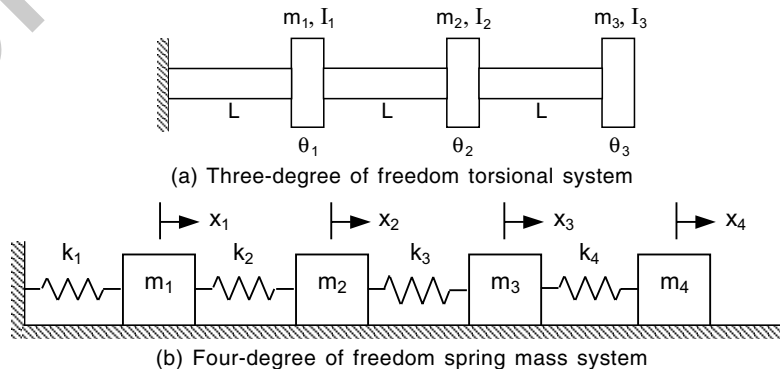 m₁, I₁ m₂, I₂ m₃, I₃
L L L
θ₁ θ₂ θ₃
(a) Three-degree of freedom torsional system
x₁ x₂ x₃ x₄
k₁ k₂ k₃ k₄
m₁ m₂ m₃ m₄
(b) Four-degree of freedom spring mass system